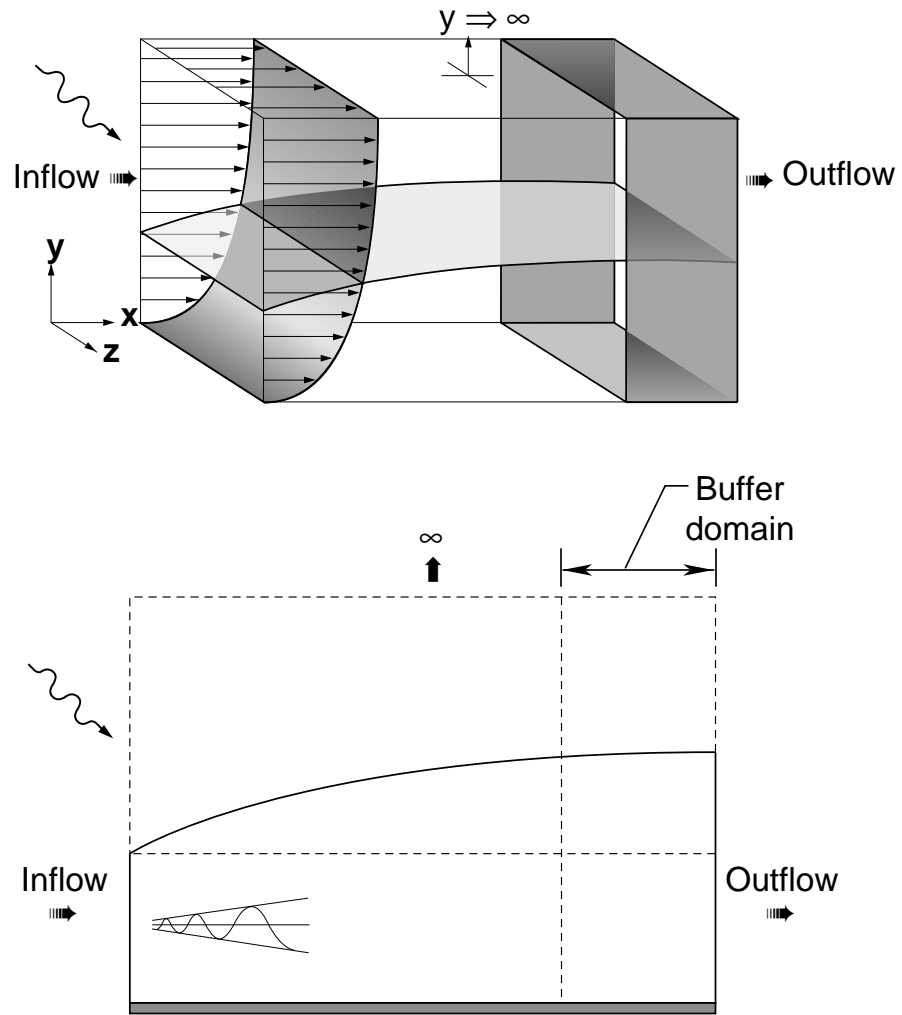 y ⇒ ∞
Inflow
Outflow
y
x
z
Buffer
domain
∞
Inflow
Outflow